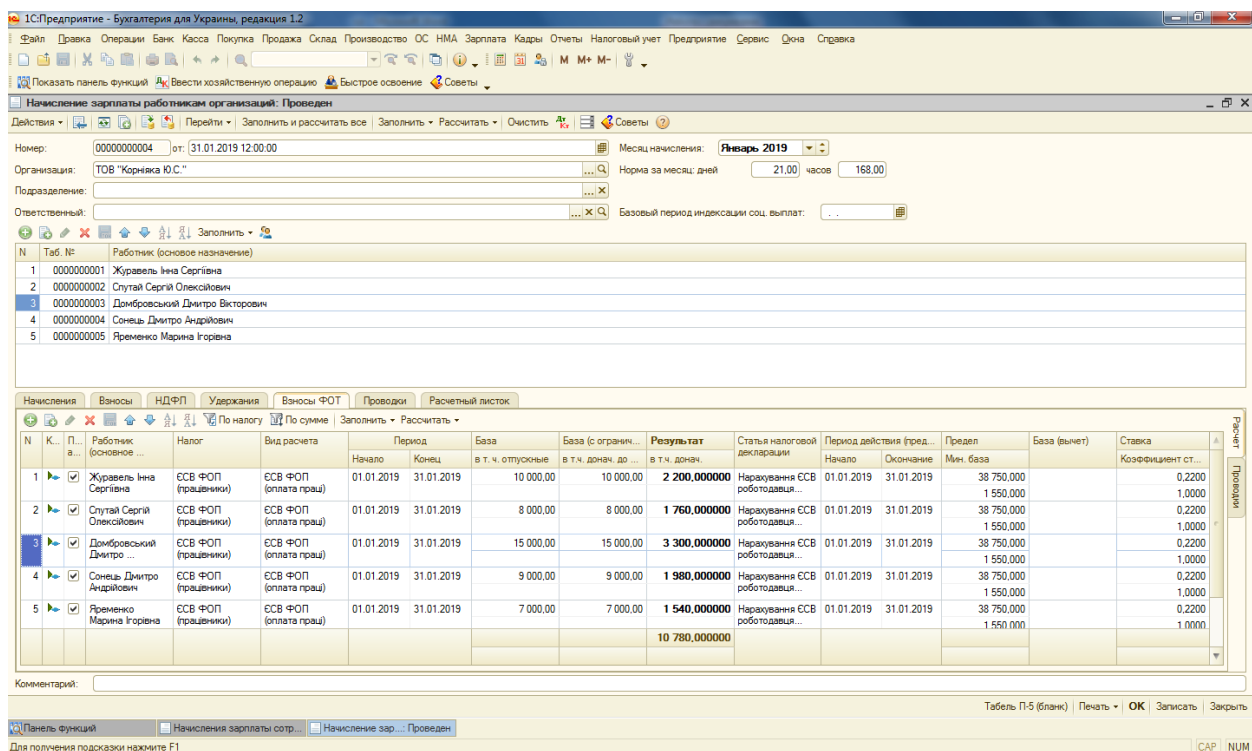 1С:Предприятие - Бухгалтерия для Украины, редакция 1.2
Файл Правка Операции Банк Касса Покупка Продажа Склад Производство ОС НМА Зарплата Кадры Отчеты Налоговый учет Предприятие Сервис Окна Справка
M M+ M-
Показать панель функций Ввести хозяйственную операцию Быстрое освоение Советы
Начисление зарплаты работникам организаций: Проведен
Действия Перейти Заполнить и рассчитать все Заполнить Рассчитать Очистить Дт Кт Советы
Номер: 00000000004 от: 31.01.2019 12:00:00 Месяц начисления: Январь 2019
Организация: ТОВ "Корніяка Ю.С." ... Норма за месяц: дней 21,00 часов 168,00
Подразделение: ... X
Ответственный: ... X Базовый период индексации соц. выплат: . .
Заполнить
N Таб. № Работник (основое назначение)
1 0000000001 Журавель Інна Сергіївна
2 0000000002 Спутай Сергій Олексійович
3 0000000003 Домбровський Дмитро Вікторович
4 0000000004 Сонець Дмитро Андрійович
5 0000000005 Яременко Марина Ігорівна
Начисления Взносы НДФЛ Удержания Взносы ФОТ Проводки Расчетный листок
По налогу По сумме Заполнить Рассчитать
N К... П... Работник Налог Вид расчета Период База База (с огранич... Результат Статья налоговой Период действия (пред... Предел База (вычет) Ставка
а... (основное ... Начало Конец в т. ч. отпускные в т.ч. донач. до ... в т.ч. донач. декларации Начало Окончание Мин. база Коэффициент ст...
1 Журавель Інна ЄСВ ФОП ЄСВ ФОП 01.01.2019 31.01.2019 10 000,00 10 000,00 2 200,000000 Нарахування ЄСВ 01.01.2019 31.01.2019 38 750,000 0,2200
Сергіївна (працівники) (оплата праці) роботодавця... 1 550,000 1,0000
2 Спутай Сергій ЄСВ ФОП ЄСВ ФОП 01.01.2019 31.01.2019 8 000,00 8 000,00 1 760,000000 Нарахування ЄСВ 01.01.2019 31.01.2019 38 750,000 0,2200
Олексійович (працівники) (оплата праці) роботодавця... 1 550,000 1,0000
3 Домбровський ЄСВ ФОП ЄСВ ФОП 01.01.2019 31.01.2019 15 000,00 15 000,00 3 300,000000 Нарахування ЄСВ 01.01.2019 31.01.2019 38 750,000 0,2200
Дмитро ... (працівники) (оплата праці) роботодавця... 1 550,000 1,0000
4 Сонець Дмитро ЄСВ ФОП ЄСВ ФОП 01.01.2019 31.01.2019 9 000,00 9 000,00 1 980,000000 Нарахування ЄСВ 01.01.2019 31.01.2019 38 750,000 0,2200
Андрійович (працівники) (оплата праці) роботодавця... 1 550,000 1,0000
5 Яременко ЄСВ ФОП ЄСВ ФОП 01.01.2019 31.01.2019 7 000,00 7 000,00 1 540,000000 Нарахування ЄСВ 01.01.2019 31.01.2019 38 750,000 0,2200
Марина Ігорівна (працівники) (оплата праці) роботодавця... 1 550,000 1,0000
10 780,000000
Расчет
Проводки
Комментарий:
Табель П-5 (бланк) Печать OK Записать Закрыть
Панель функций Начисления зарплаты сотр... Начисление зар...: Проведен
Для получения подсказки нажмите F1 CAP NUM